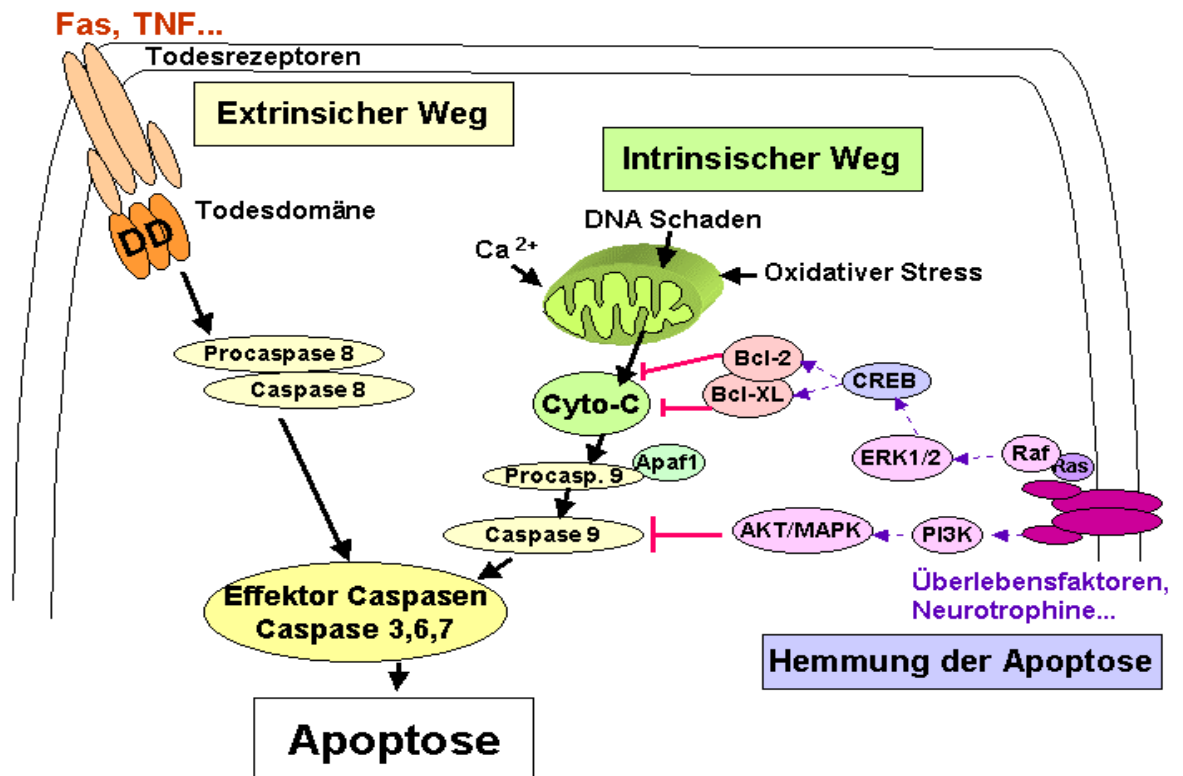 Fas, TNF...
Todesrezeptoren
Extrinsicher Weg
Intrinsischer Weg
Todesdomäne
DD
DNA Schaden
Ca 2+
Oxidativer Stress
Procaspase 8
Caspase 8
Bcl-2
Bcl-XL
CREB
Cyto-C
ERK1/2
Raf
Ras
Apaf1
Procasp. 9
Caspase 9
AKT/MAPK
PI3K
Überlebensfaktoren,
Neurotrophine...
Effektor Caspasen
Caspase 3,6,7
Hemmung der Apoptose
Apoptose